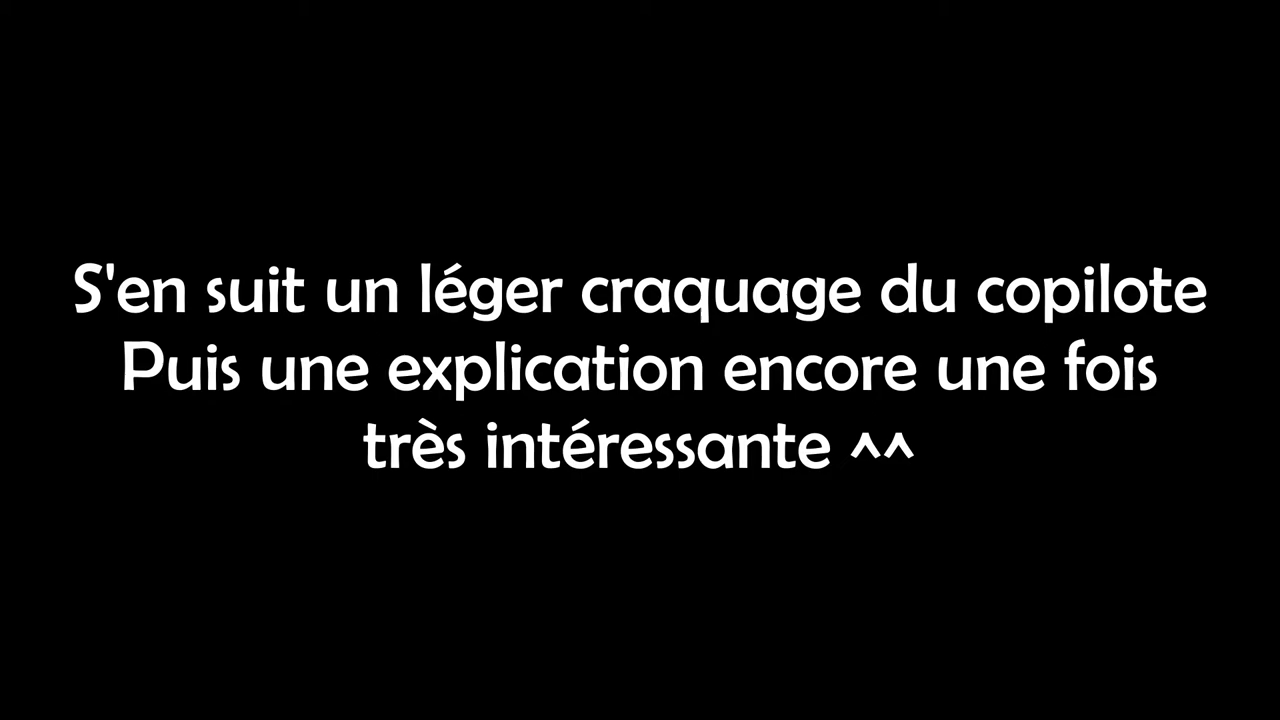 S'en suit un léger craquage du copilote
Puis une explication encore une fois
très intéressante ^^